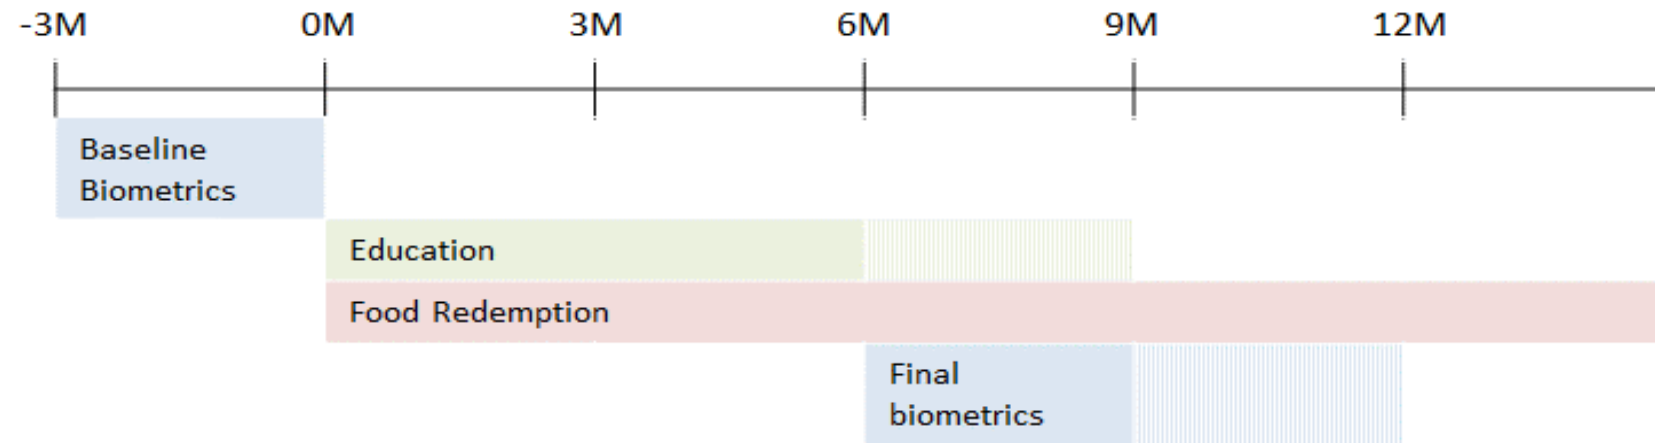 -3M 0M 3M 6M 9M 12M
Baseline
Biometrics
Education
Food Redemption
Final
biometrics